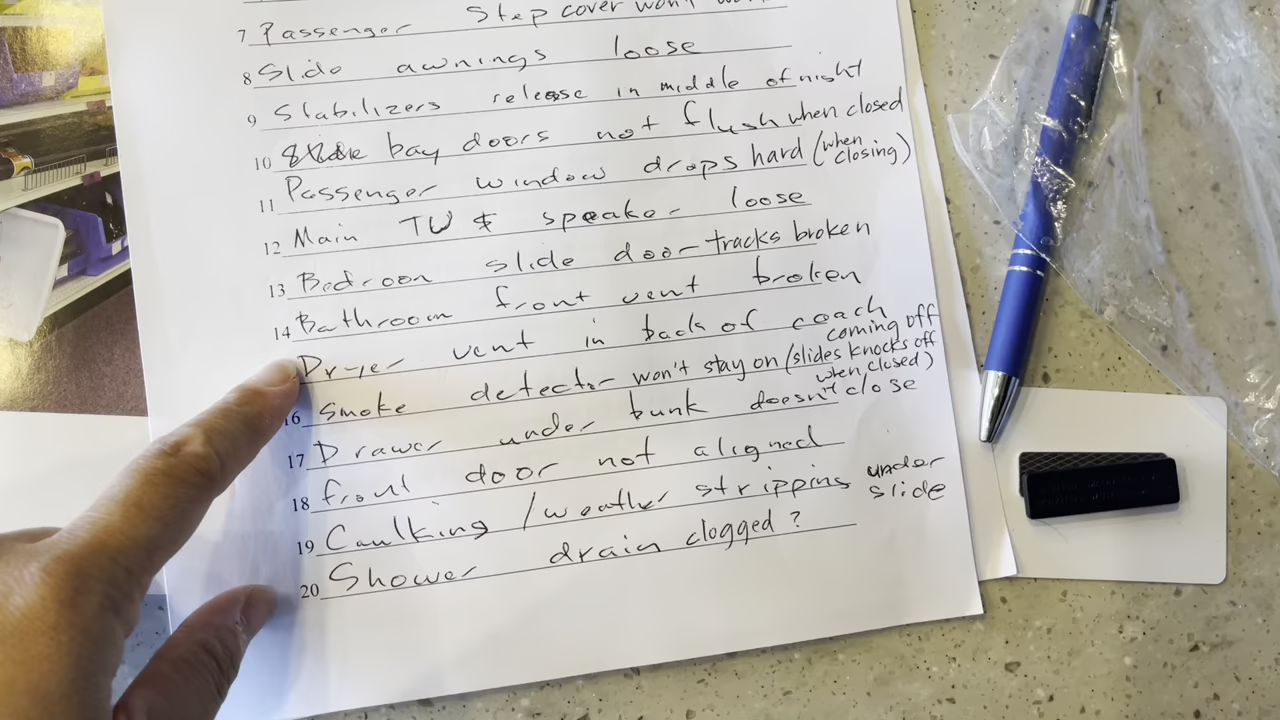 7 Passenger Step cover won't
8 Slide awnings loose
9 Stabilizers release in middle of night
10 bay doors not flush when closed
11 Passenger window drops hard (when closing)
12 Main TV & speaker loose
13 Bedroom slide door-tracks broken
14 Bathroom front vent broken
Dryer vent in back of coach coming off
16 Smoke detector won't stay on (slides knocks off when closed)
17 Drawer under bunk doesn't close
18 front door not aligned
19 Caulking / weather stripping under slide
20 Shower drain clogged?